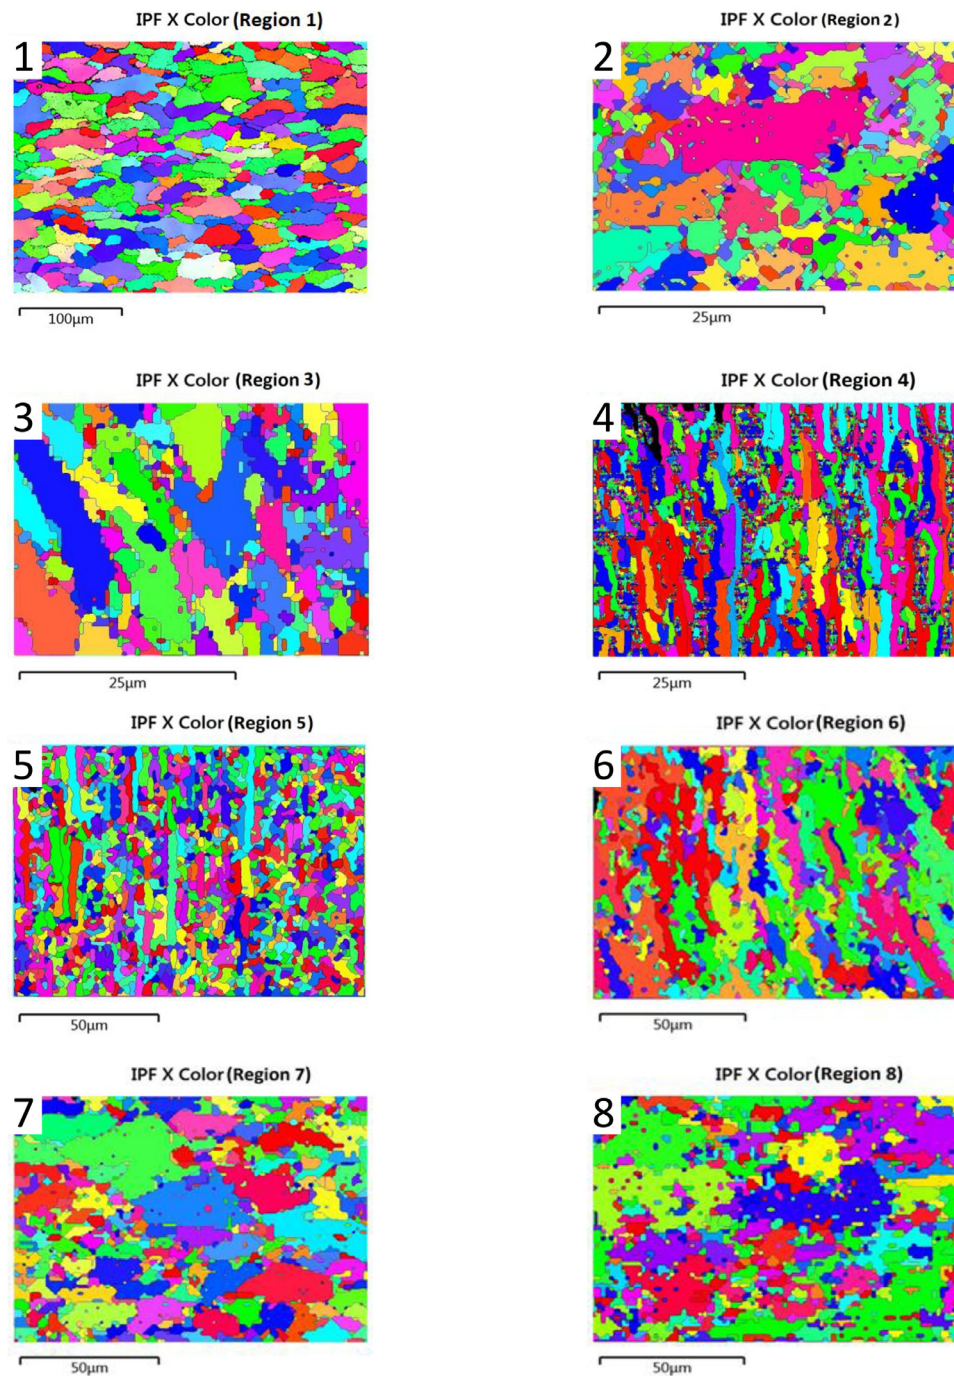 IPF X Color (Region 1)
1
100µm
IPF X Color (Region 2)
2
25µm
IPF X Color (Region 3)
3
25µm
IPF X Color (Region 4)
4
25µm
IPF X Color (Region 5)
5
50µm
IPF X Color (Region 6)
6
50µm
IPF X Color (Region 7)
7
50µm
IPF X Color (Region 8)
8
50µm